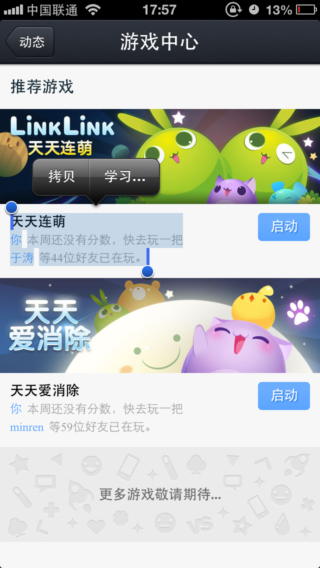 中国联通 17:57 13%
动态 游戏中心
推荐游戏
LINKLINK
天天连萌
拷贝 学习...
天天连萌 启动
你 本周还没有分数，快去玩一把
于涛 等44位好友已在玩。
天天
爱消除
天天爱消除 启动
你 本周还没有分数，快去玩一把
minren 等59位好友已在玩。
VS
更多游戏敬请期待...